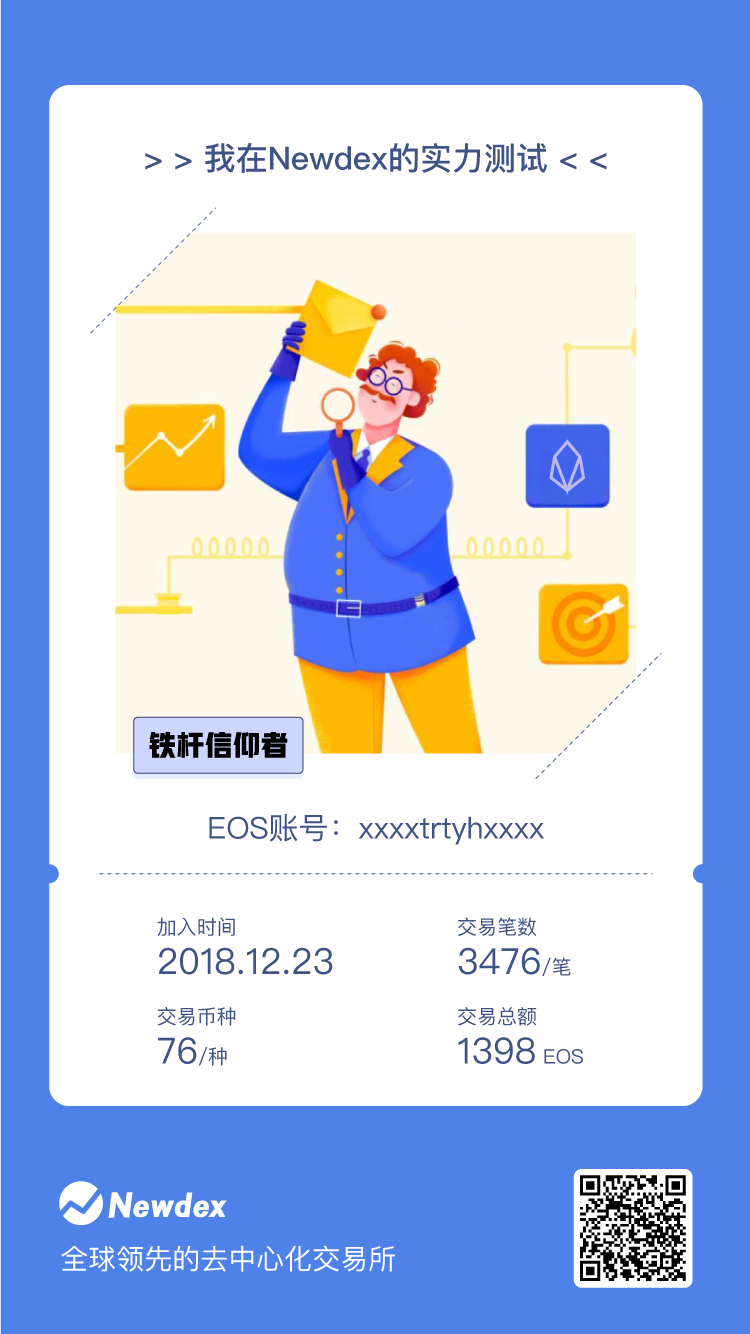 > > 我在Newdex的实力测试 < <
铁杆信仰者
EOS账号：xxxxtrtyhxxxx
加入时间
2018.12.23
交易笔数
3476/笔
交易币种
76/种
交易总额
1398 EOS
Newdex
全球领先的去中心化交易所